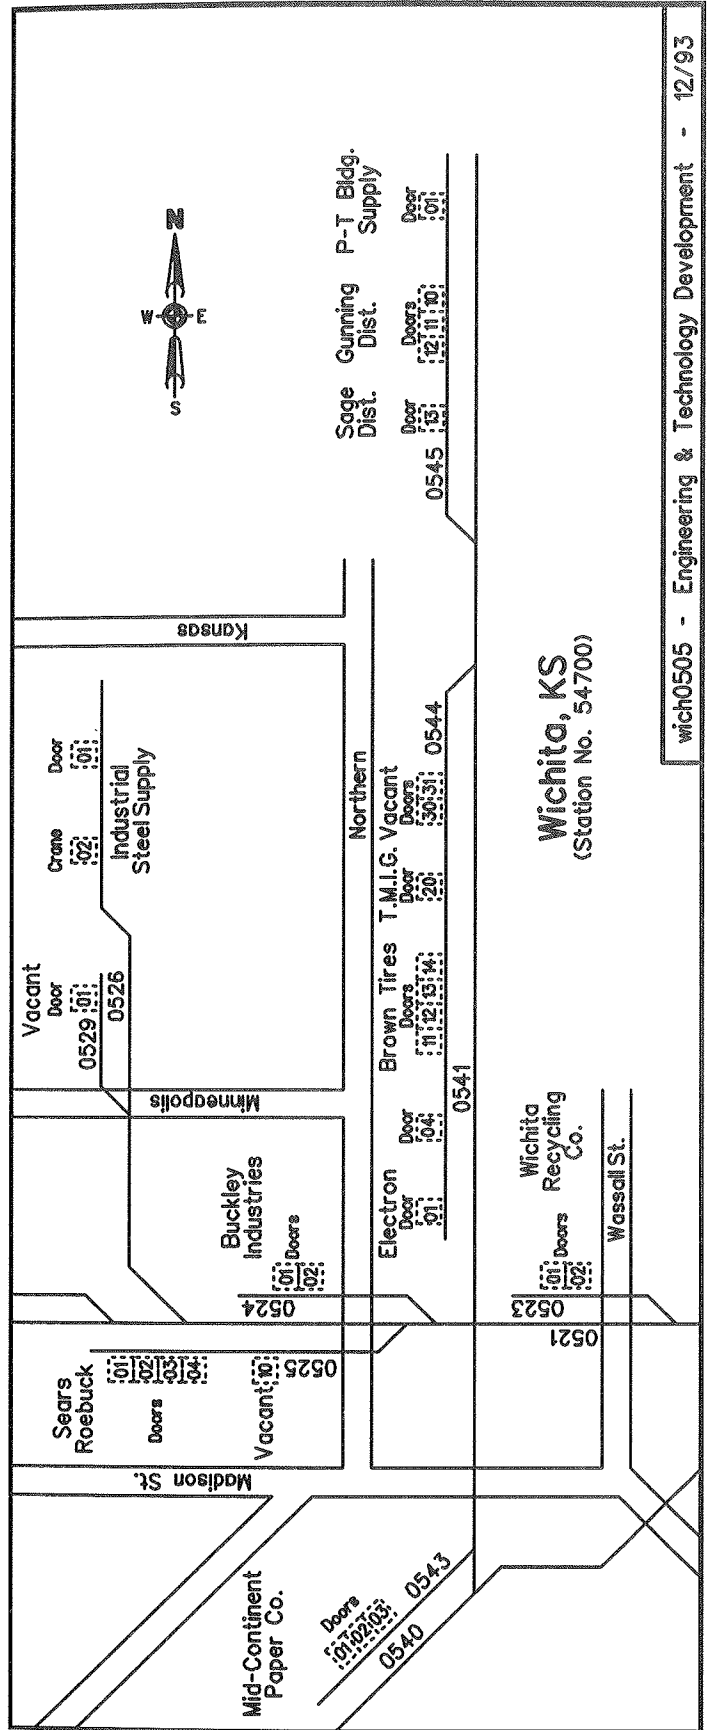 Mid-Continent
Paper Co.
Doors
01 02 03
0543
0540
Madison St.
Sears
Roebuck
Doors
01
02
03
04
Vacant
10
0525
0524
Buckley
Industries
Doors
01
02
0521
0523
Wichita
Recycling
Co.
Doors
01
02
Wassall St.
Minneapolis
Vacant
Door
01
0529
0526
Crane
02
Door
01
Industrial
Steel Supply
Kansas
Northern
Electron
Door
01
Door
04
Brown Tires
Doors
11 12 13 14
T.M.I.G.
Door
20
Vacant
Doors
30 31
0541
0544
0545
Sage
Dist.
Door
13
Gunning
Dist.
Doors
12 11 10
P-T Bldg.
Supply
Door
01
N
W
E
S
Wichita, KS
(Station No. 54700)
wich0505 - Engineering & Technology Development - 12/93